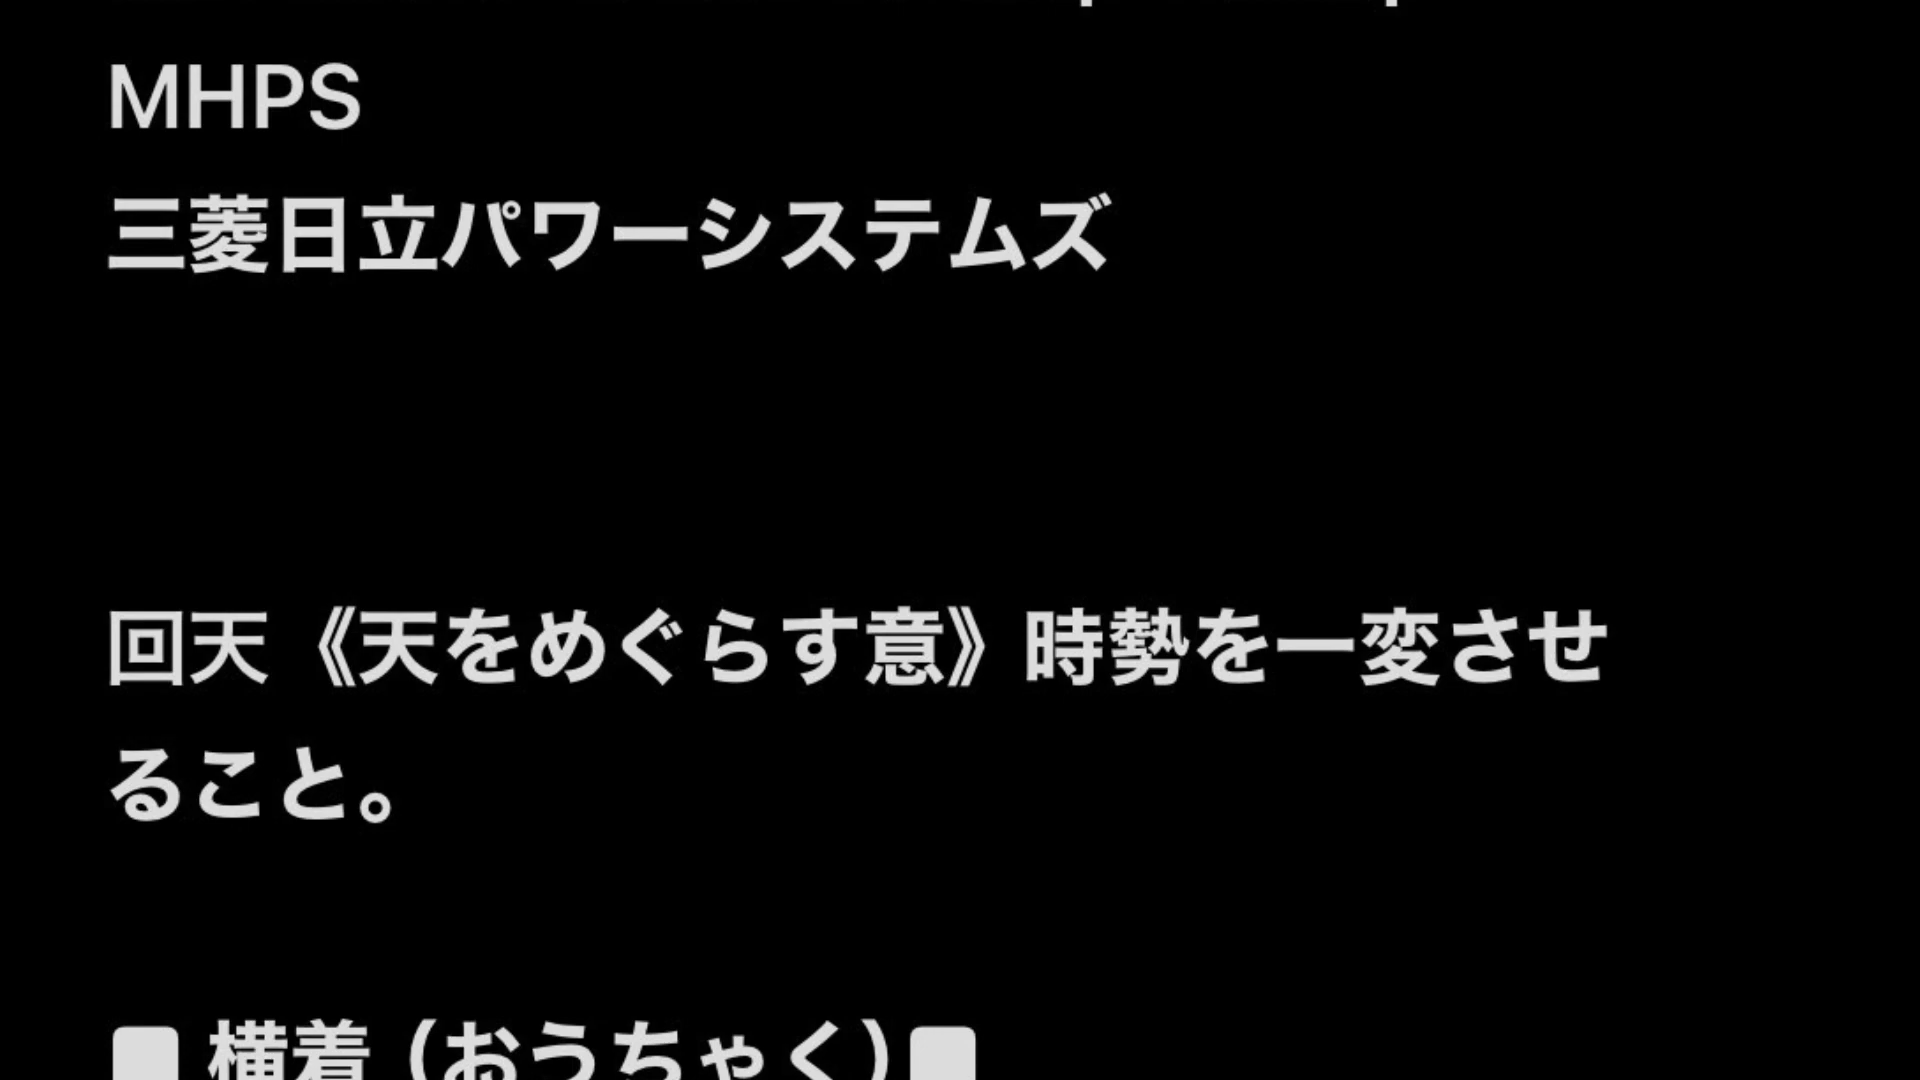 MHPS
三菱日立パワーシステムズ
回天《天をめぐらす意》時勢を一変させ
ること。
■ 横着（おうちゃく）■